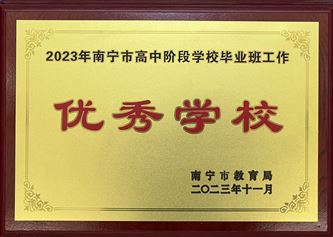 2023年南宁市高中阶段学校毕业班工作
优秀学校
南宁市教育局
二〇二三年十一月